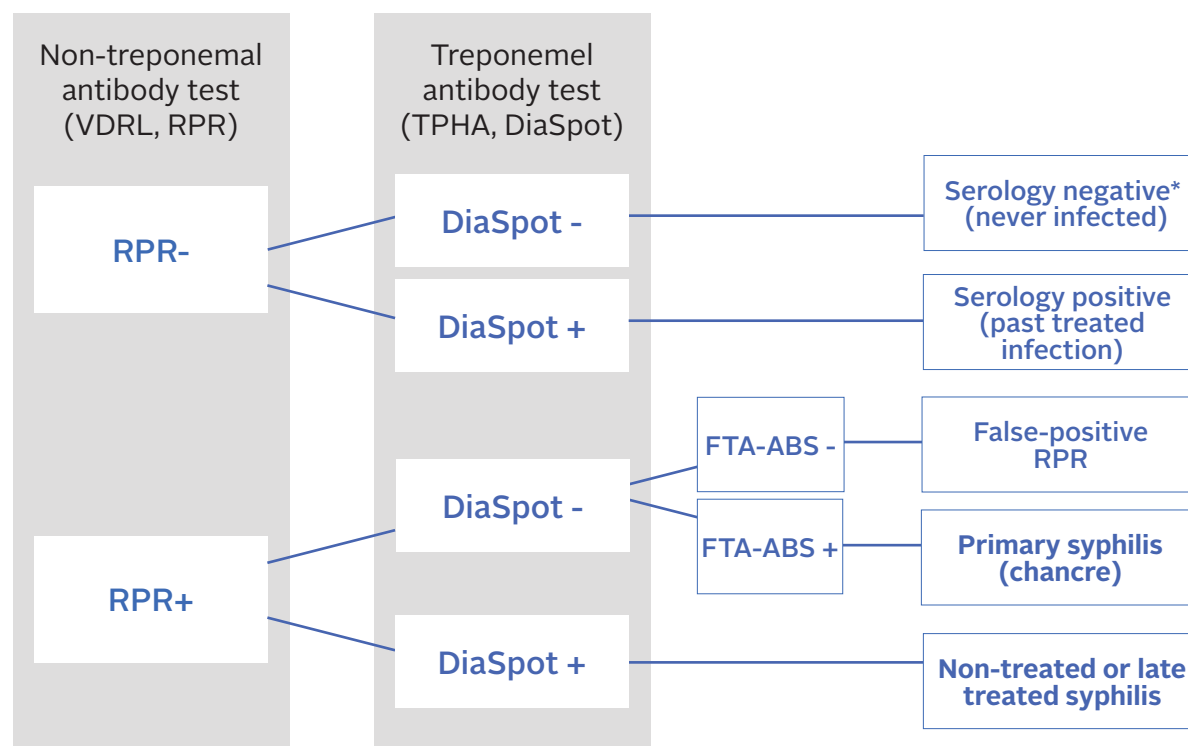 Non-treponemal
antibody test
(VDRL, RPR)
Treponemel
antibody test
(TPHA, DiaSpot)
RPR-
DiaSpot -
Serology negative*
(never infected)
DiaSpot +
Serology positive
(past treated
infection)
RPR+
DiaSpot -
FTA-ABS -
False-positive
RPR
FTA-ABS +
Primary syphilis
(chancre)
DiaSpot +
Non-treated or late
treated syphilis